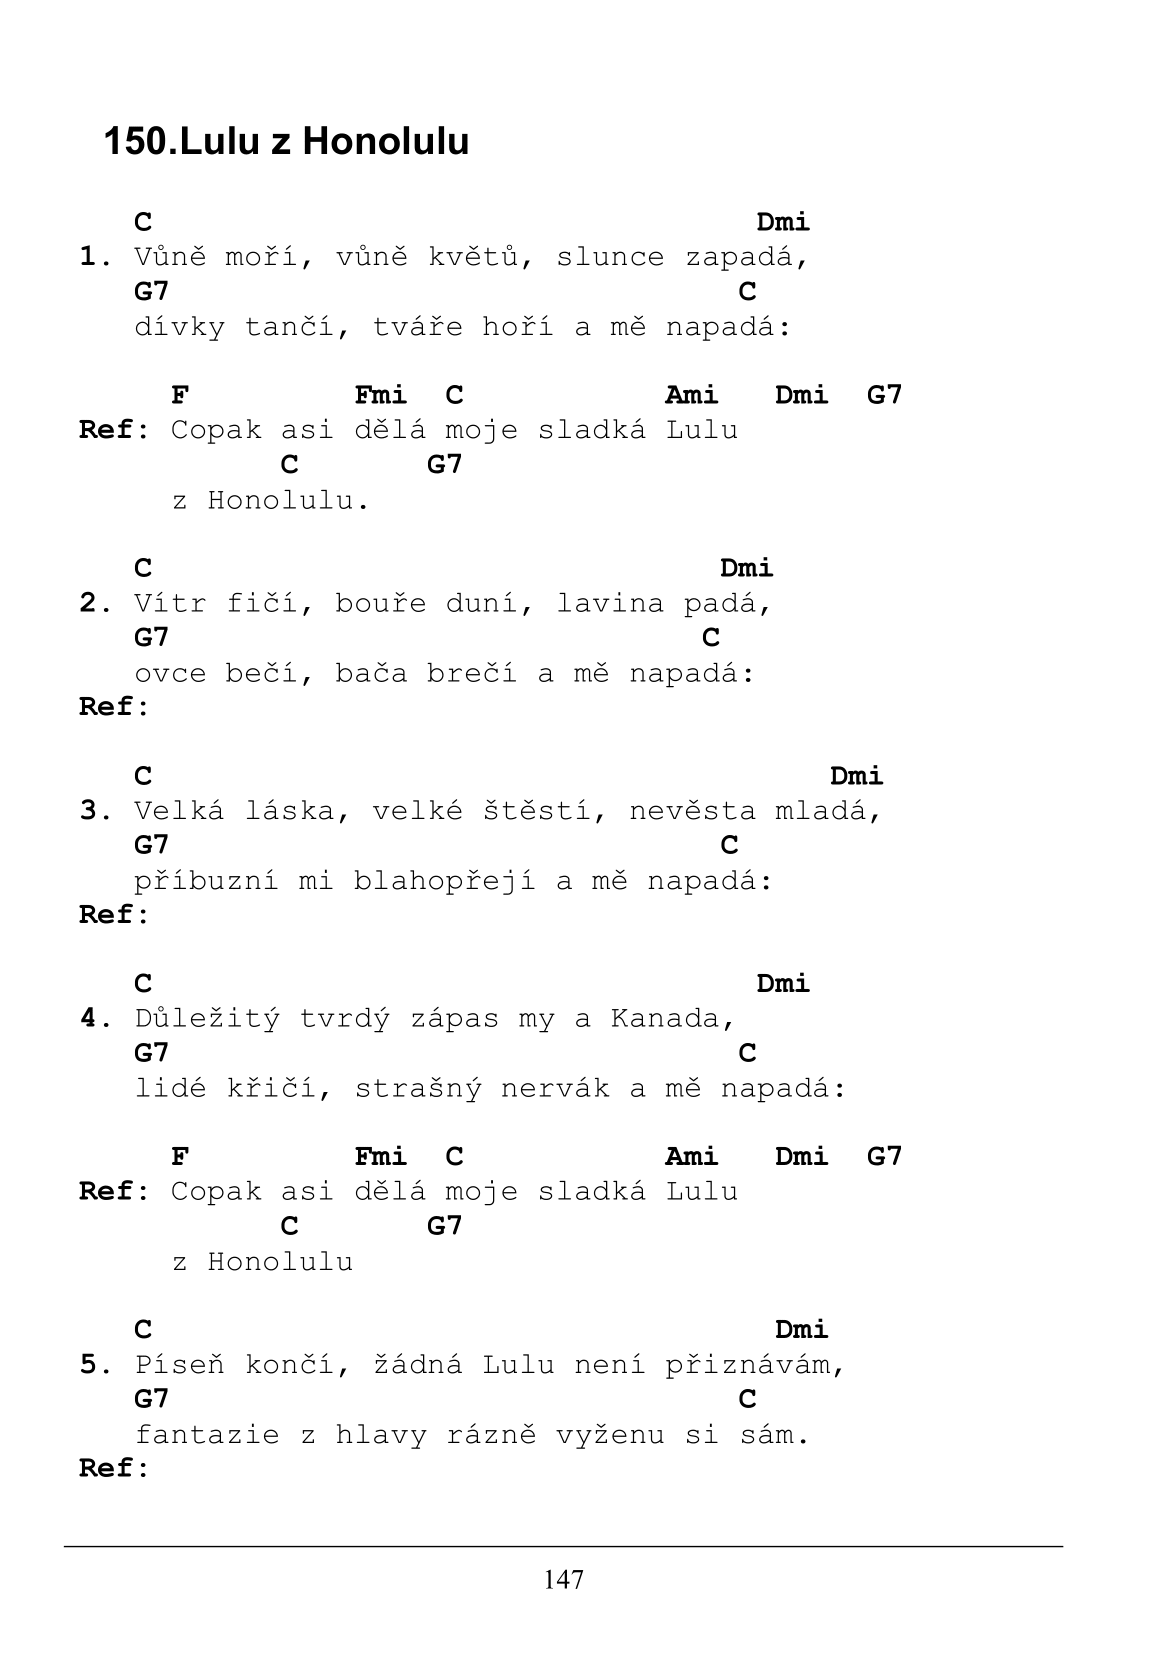 150.Lulu z Honolulu
C Dmi
1. Vůně moří, vůně květů, slunce zapadá,
G7 C
dívky tančí, tváře hoří a mě napadá:
F Fmi C Ami Dmi G7
Ref: Copak asi dělá moje sladká Lulu
C G7
z Honolulu.
C Dmi
2. Vítr fičí, bouře duní, lavina padá,
G7 C
ovce bečí, bača brečí a mě napadá:
Ref:
C Dmi
3. Velká láska, velké štěstí, nevěsta mladá,
G7 C
příbuzní mi blahopřejí a mě napadá:
Ref:
C Dmi
4. Důležitý tvrdý zápas my a Kanada,
G7 C
lidé křičí, strašný nervák a mě napadá:
F Fmi C Ami Dmi G7
Ref: Copak asi dělá moje sladká Lulu
C G7
z Honolulu
C Dmi
5. Píseň končí, žádná Lulu není přiznávám,
G7 C
fantazie z hlavy rázně vyženu si sám.
Ref:
147